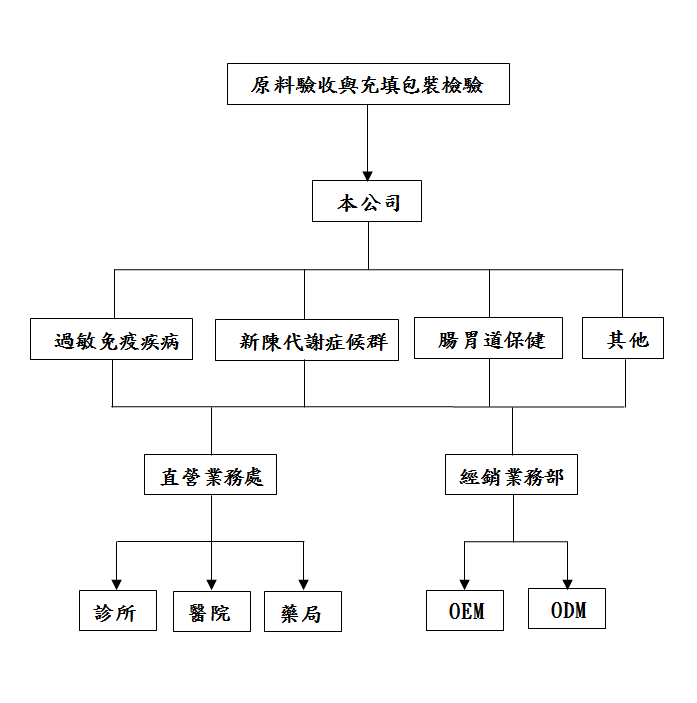 原料驗收與充填包裝檢驗
本公司
過敏免疫疾病
新陳代謝症候群
腸胃道保健
其他
直營業務處
經銷業務部
診所
醫院
藥局
OEM
ODM